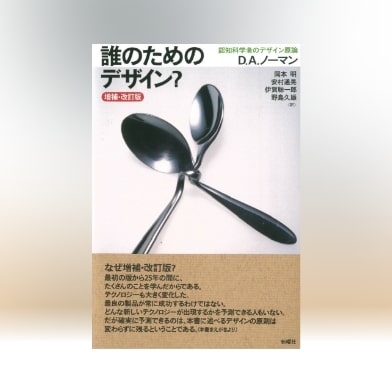 誰のための
デザイン?
増補・改訂版
認知科学者のデザイン原論
D.A.ノーマン
岡本 明
安村通晃
伊賀聡一郎
野島久雄
[訳]
なぜ増補・改訂版?
最初の版から25年の間に、
たくさんのことを学んだからである。
テクノロジーも大きく変化した。
最良の製品が常に成功するわけではない。
どんな新しいテクノロジーが出現するかを予測できる人もいない。
だが確実に予測できるのは、本書に述べるデザインの原則は
変わらずに残るということである。(本書まえがきより)
新曜社